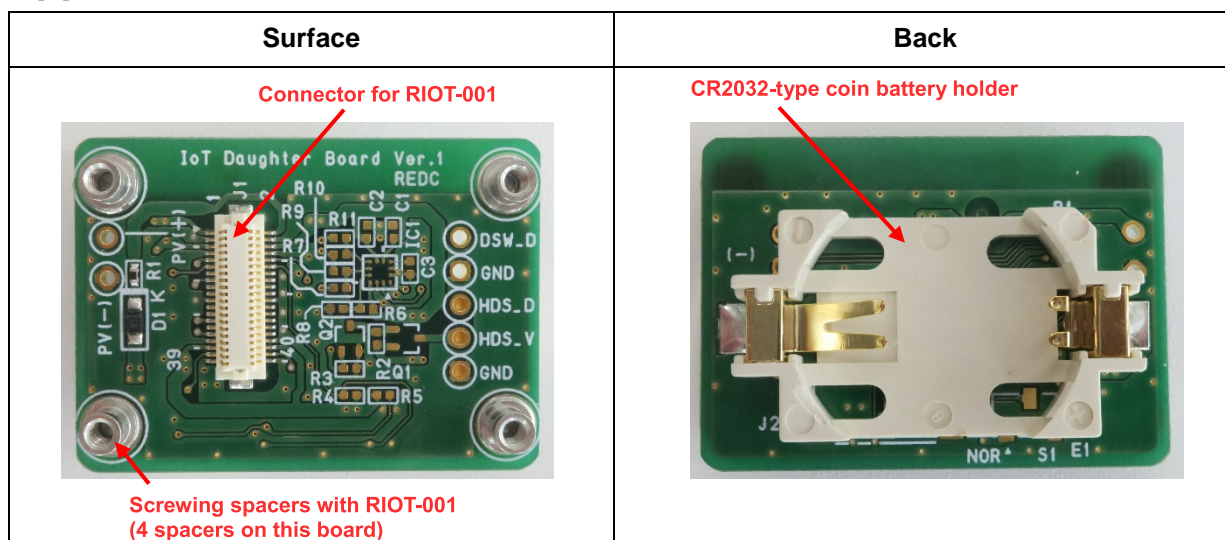 Surface
Back
Connector for RIOT-001
CR2032-type coin battery holder
IoT Daughter Board Ver.1
REDC
1
J1
2
R10
R9
R11
R7
C2
C1
IC1
C3
PV(+)
PV(-)
R1
K
D1
DSW_D
GND
HDS_D
HDS_V
GND
R6
R8
Q2
R2
Q1
R3
R4
R5
39
40
(-)
J2
NOR
S1
E1
Screwing spacers with RIOT-001
(4 spacers on this board)